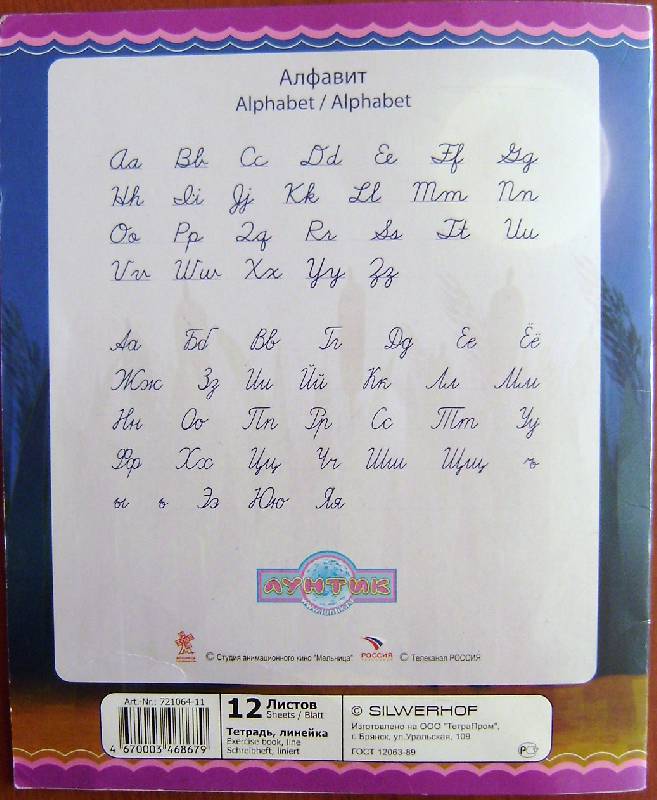 Алфавит
Alphabet / Alphabet
Aa Bb Cc Dd Ee Ff Gg
Hh Ii Jj Kk Ll Mm Nn
Oo Pp Qq Rr Ss Tt Uu
Vv Ww Xx Yy Zz
Аа Бб Вв Гг Дд Ее Ёё
Жж Зз Ии Йй Кк Лл Мм
Нн Оо Пп Рр Сс Тт Уу
Фф Хх Цц Чч Шш Щщ ъ
ы ь Ээ Юю Яя
ЛУНТИК
РОССИЯ
© Студия анимационного кино "Мельница" © Телеканал РОССИЯ
Art.-Nr.: 721064-11
4 670003 468679
12 Листов
Sheets / Blatt
Тетрадь, линейка
Exercise book, line
Schreibheft, liniert
© SILWERHOF
Изготовлено на ООО "ТетраПром",
г. Брянск, ул.Уральская, 109
ГОСТ 12063-89